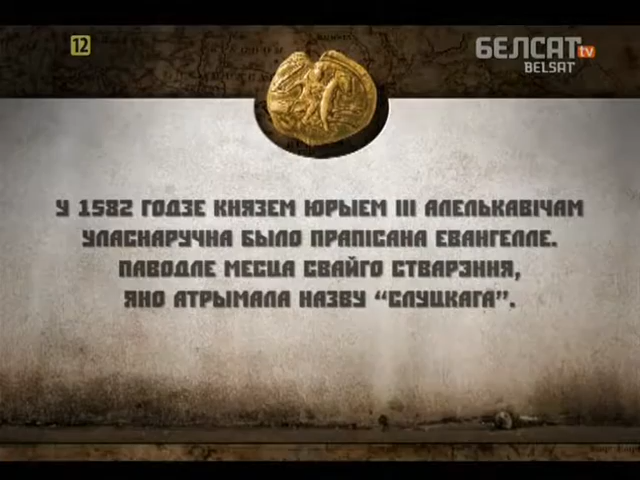 12
БЕЛСАТ tv
BELSAT
У 1582 ГОДЗЕ КНЯЗЕМ ЮРЫЕМ III АЛЕЛЬКАВІЧАМ
УЛАСНАРУЧНА БЫЛО ПРАПІСАНА ЕВАНГЕЛЛЕ.
ПАВОДЛЕ МЕСЦА СВАЙГО СТВАРЭННЯ,
ЯНО АТРЫМАЛА НАЗВУ “СЛУЦКАГА”.